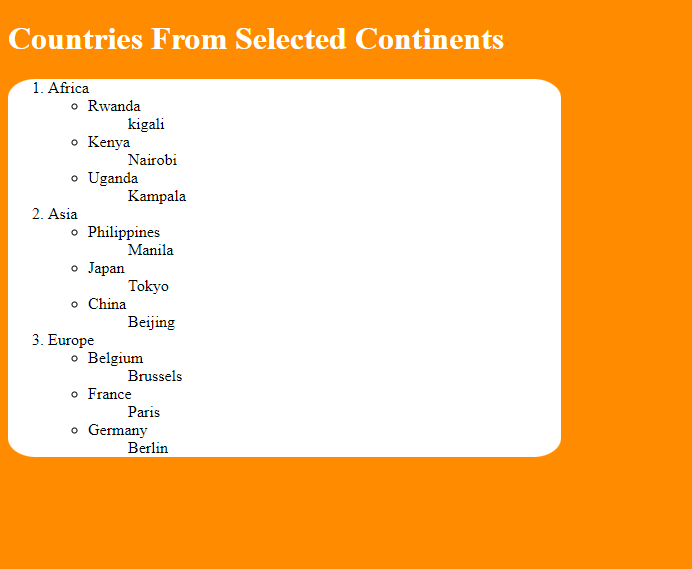 Countries From Selected Continents
1. Africa
Rwanda
kigali
Kenya
Nairobi
Uganda
Kampala
2. Asia
Philippines
Manila
Japan
Tokyo
China
Beijing
3. Europe
Belgium
Brussels
France
Paris
Germany
Berlin